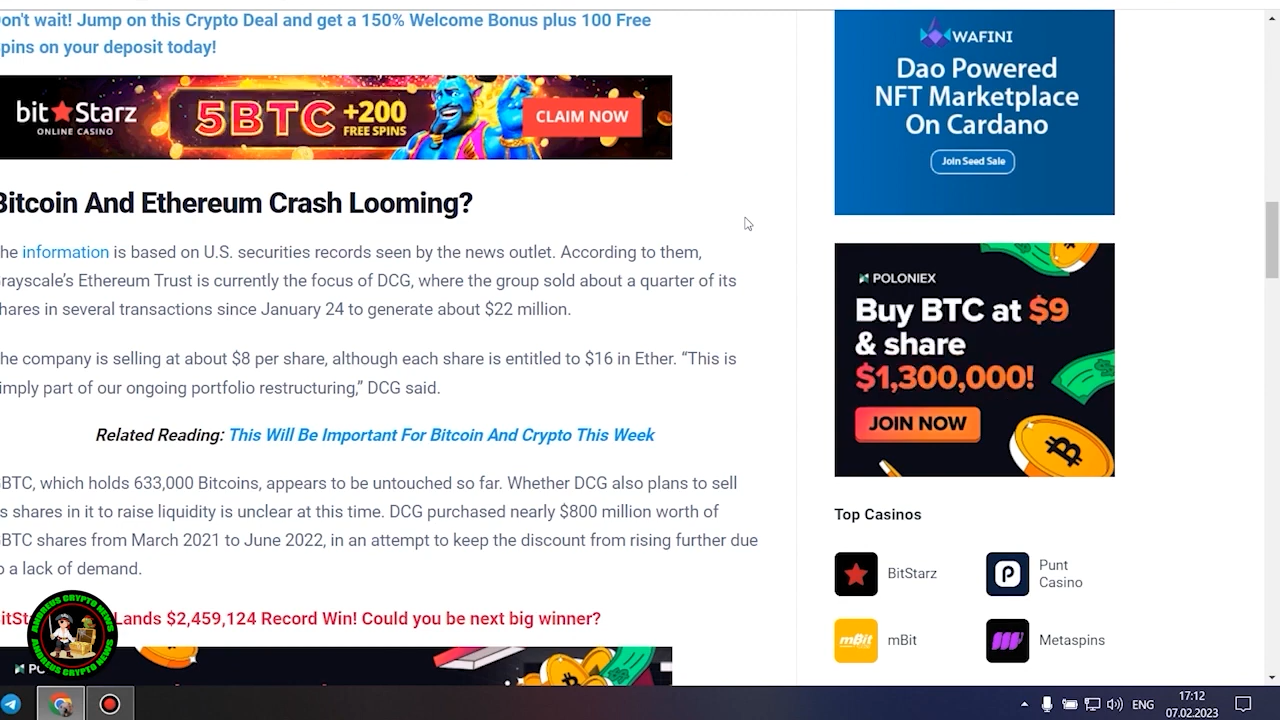 on't wait! Jump on this Crypto Deal and get a 150% Welcome Bonus plus 100 Free
pins on your deposit today!
bit Starz
ONLINE CASINO
5BTC +200
FREE SPINS
CLAIM NOW
Bitcoin And Ethereum Crash Looming?
he information is based on U.S. securities records seen by the news outlet. According to them,
rayscale's Ethereum Trust is currently the focus of DCG, where the group sold about a quarter of its
hares in several transactions since January 24 to generate about $22 million.
he company is selling at about $8 per share, although each share is entitled to $16 in Ether. “This is
imply part of our ongoing portfolio restructuring,” DCG said.
Related Reading: This Will Be Important For Bitcoin And Crypto This Week
BTC, which holds 633,000 Bitcoins, appears to be untouched so far. Whether DCG also plans to sell
s shares in it to raise liquidity is unclear at this time. DCG purchased nearly $800 million worth of
BTC shares from March 2021 to June 2022, in an attempt to keep the discount from rising further due
o a lack of demand.
itSt
Lands $2,459,124 Record Win! Could you be next big winner?
ANDREUS CRYPTO NEWS
ANDREUS CRYPTO NEWS
WAFINI
Dao Powered
NFT Marketplace
On Cardano
Join Seed Sale
POLONIEX
Buy BTC at $9
& share
$1,300,000!
JOIN NOW
Top Casinos
BitStarz
Punt
Casino
mBit
mBit
Metaspins
ENG
17:12
07.02.2023